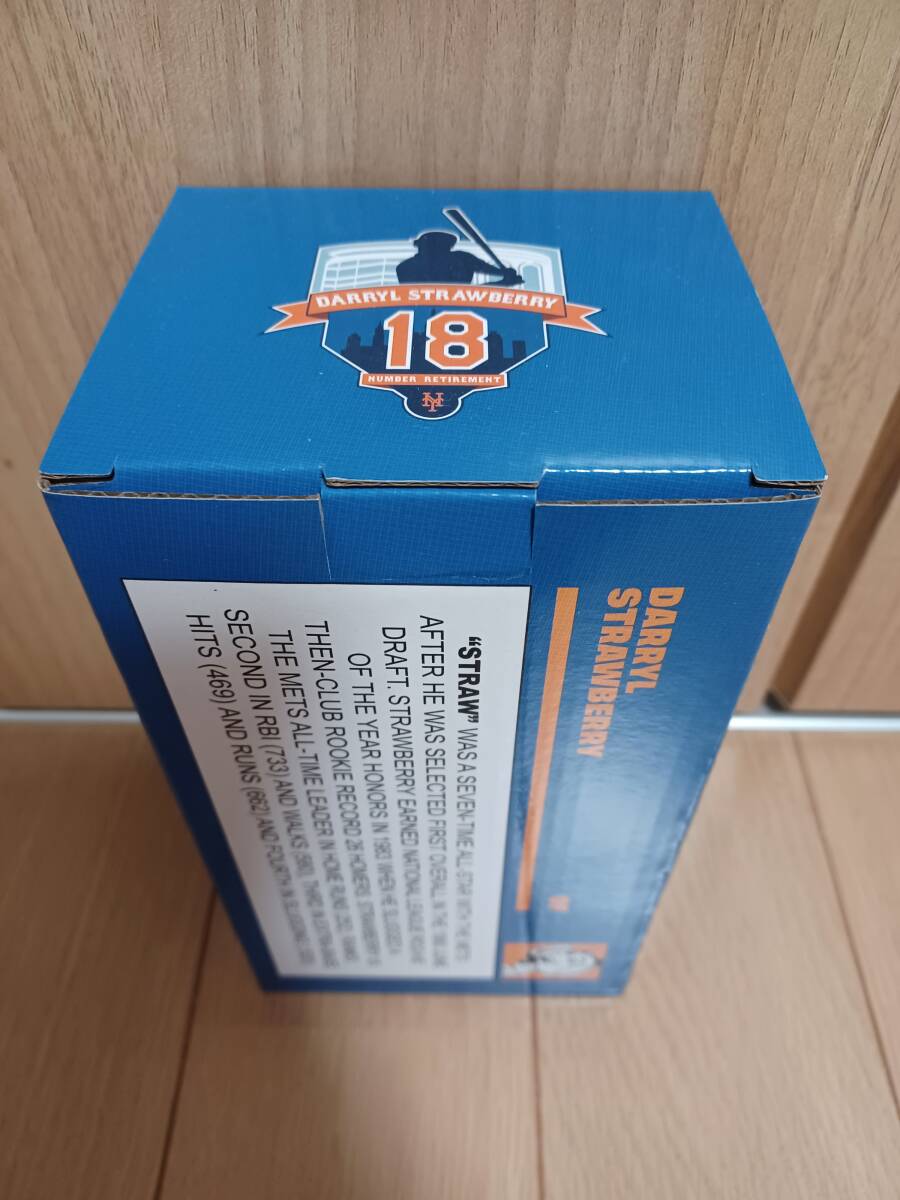 DARRYL STRAWBERRY
18
NUMBER RETIREMENT
NY
DARRYL
STRAWBERRY
OF
"STRAW" WAS A SEVEN-TIME ALL-STAR WITH THE METS
AFTER HE WAS SELECTED FIRST OVERALL IN THE 1980 JUNE
DRAFT. STRAWBERRY EARNED NATIONAL LEAGUE ROOKIE
OF THE YEAR HONORS IN 1983 WHEN HE SLUGGED A
THEN-CLUB ROOKIE RECORD 26 HOMERS. STRAWBERRY IS
THE METS ALL-TIME LEADER IN HOME RUNS (252), RANKS
SECOND IN RBI (733) AND WALKS (580), THIRD IN EXTRA-BASE
HITS (469) AND RUNS (662) AND FOURTH IN SLUGGING